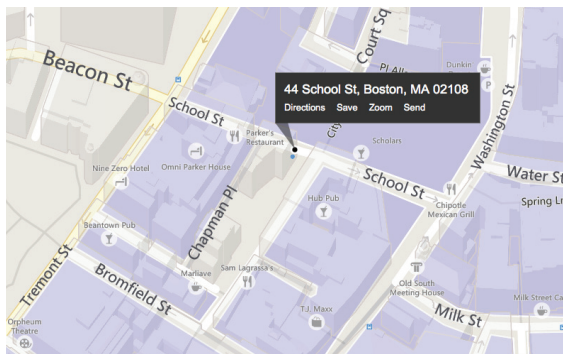 Beacon St
Court Sq
Pl Alle
Dunkin
P
44 School St, Boston, MA 02108
Directions Save Zoom Send
School St
Parker's
Restaurant
City
Scholars
Washington St
Nine Zero Hotel
Omni Parker House
School St
Water St
Spring Ln
Chapman Pl
Hub Pub
Chipotle
Mexican Grill
Beantown Pub
Tremont St
Bromfield St
Marliave
Sam Lagrassa's
Old South
Meeting House
T.J. Maxx
Milk St
Milk Street Ca
Orpheum
Theatre